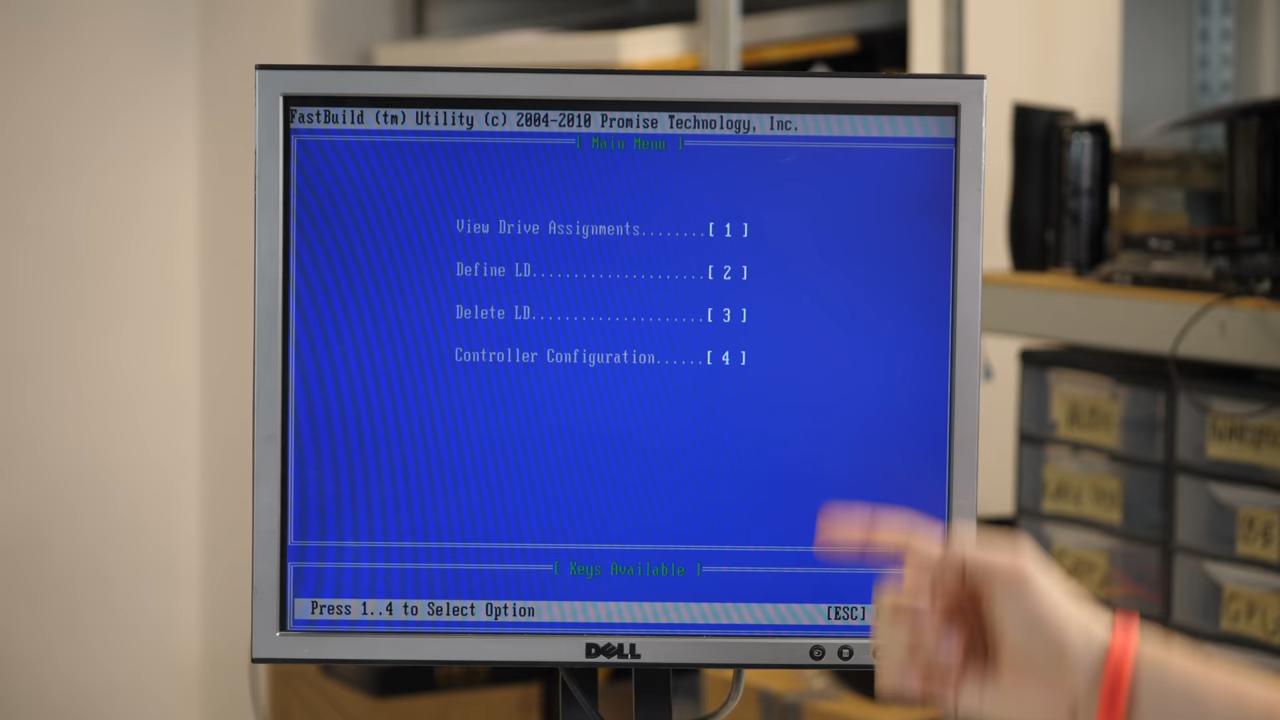 FastBuild (tm) Utility (c) 2004-2010 Promise Technology, Inc.
[ Main Menu ]
View Drive Assignments........[ 1 ]
Define LD.....................[ 2 ]
Delete LD.....................[ 3 ]
Controller Configuration......[ 4 ]
[ Keys Available ]
Press 1..4 to Select Option [ESC]
DELL